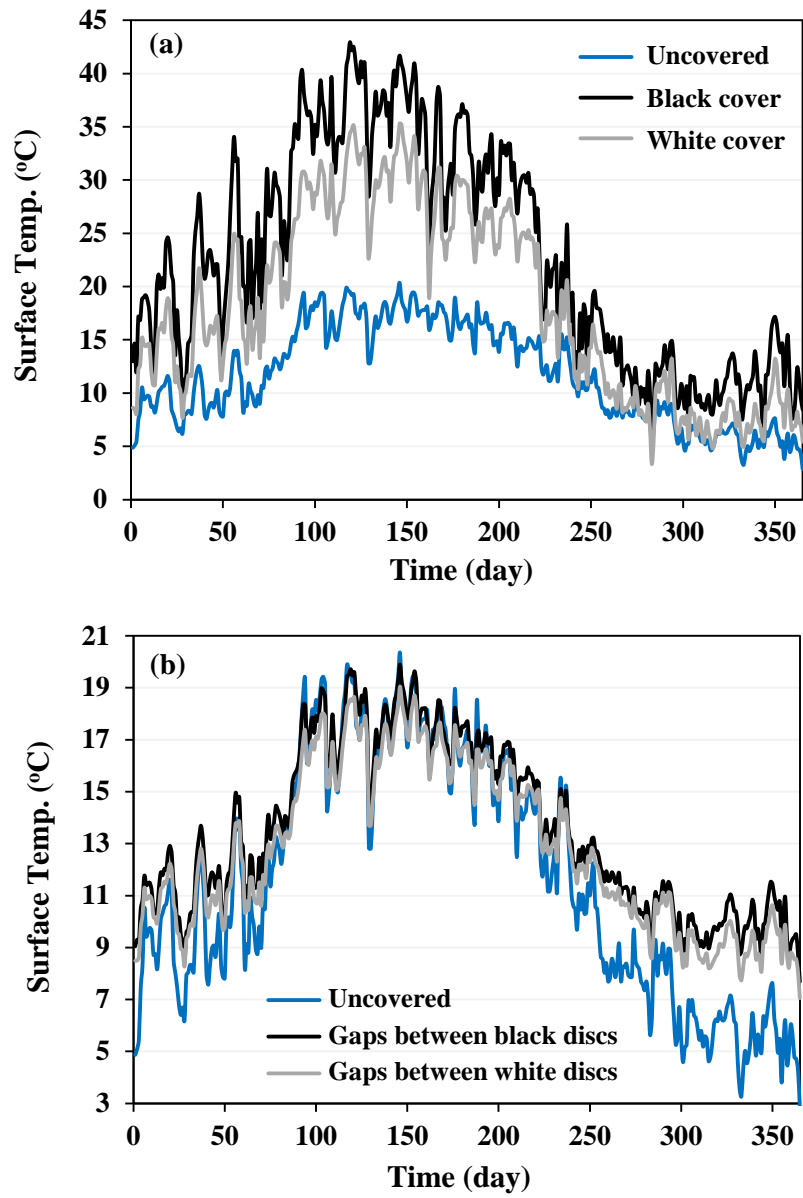 (a)
Uncovered
Black cover
White cover
Surface Temp. (ºC)
45
40
35
30
25
20
15
10
5
0
0 50 100 150 200 250 300 350
Time (day)
(b)
Surface Temp. (ºC)
21
19
17
15
13
11
9
7
5
3
Uncovered
Gaps between black discs
Gaps between white discs
0 50 100 150 200 250 300 350
Time (day)